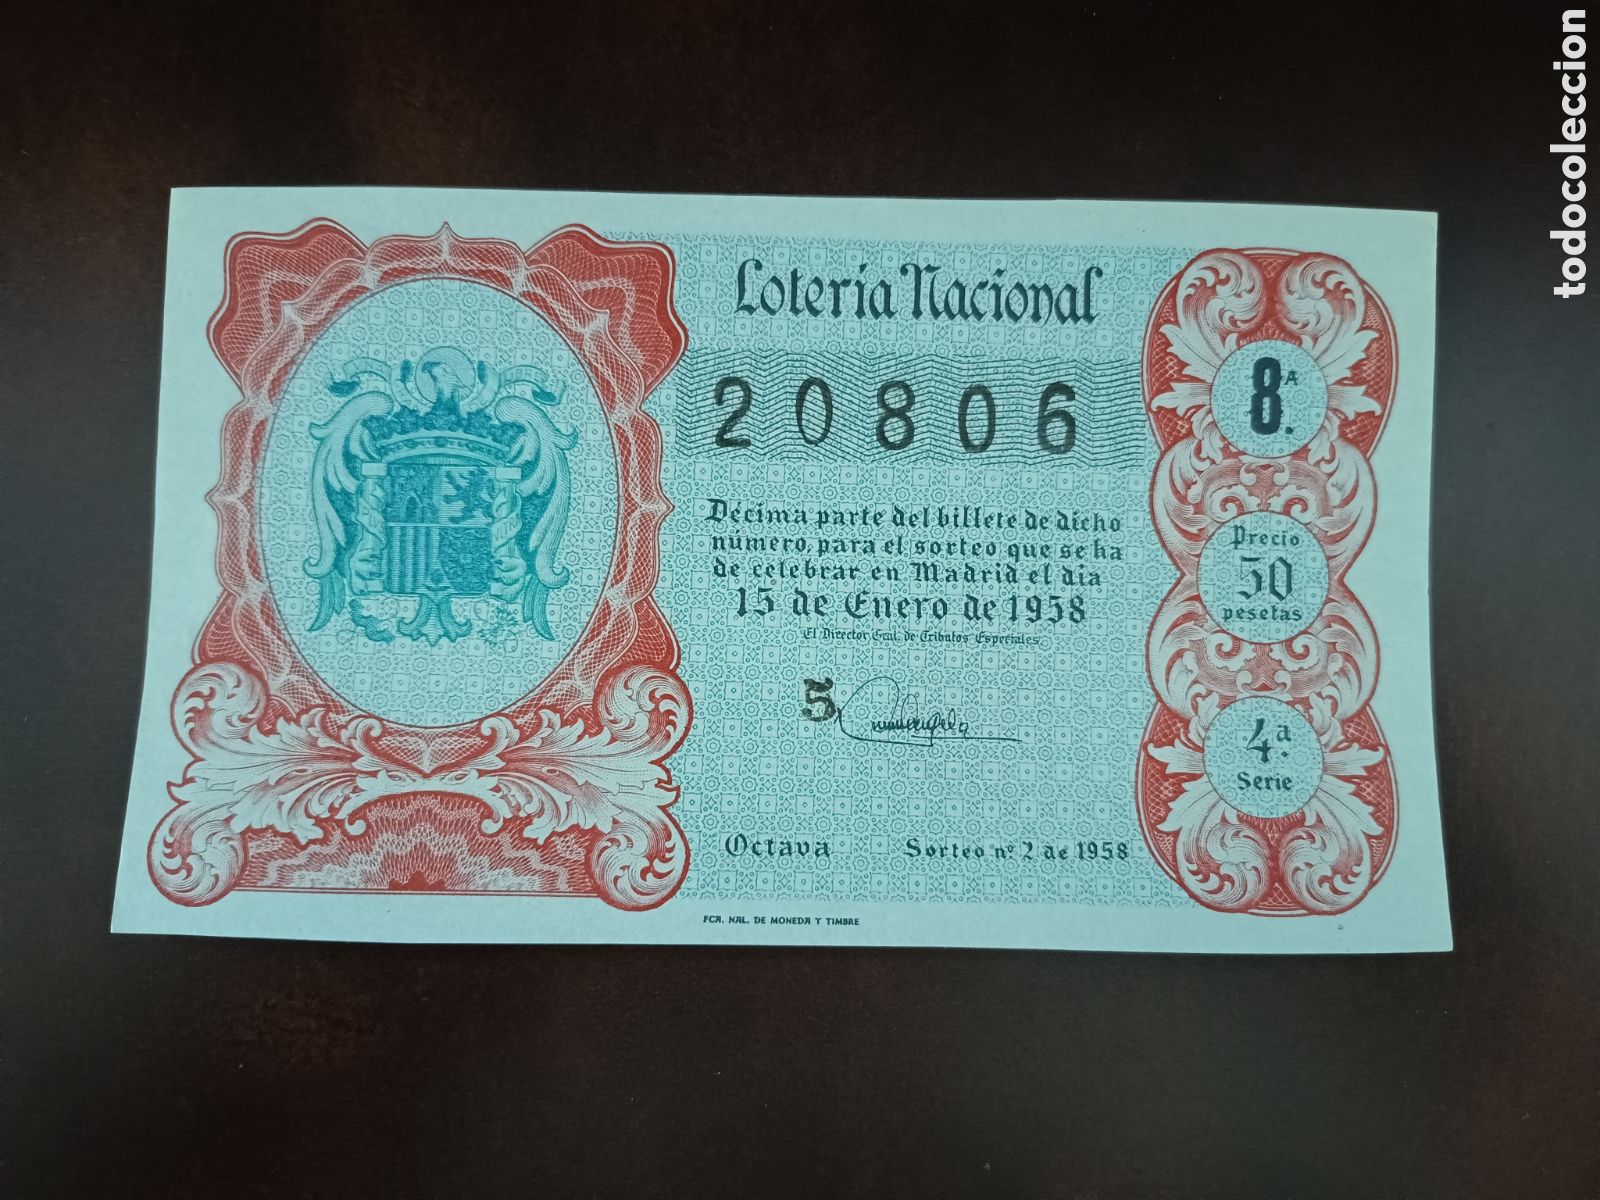 todocoleccion
Lotería Nacional
20806
Décima parte del billete de dicho
número, para el sorteo que se ha
de celebrar en Madrid el día
15 de Enero de 1958
El Director Gral. de Tributos Especiales
5
Octava Sorteo nº 2 de 1958
8.ª
Precio
50
pesetas
4.ª
Serie
FCA. NAL. DE MONEDA Y TIMBRE